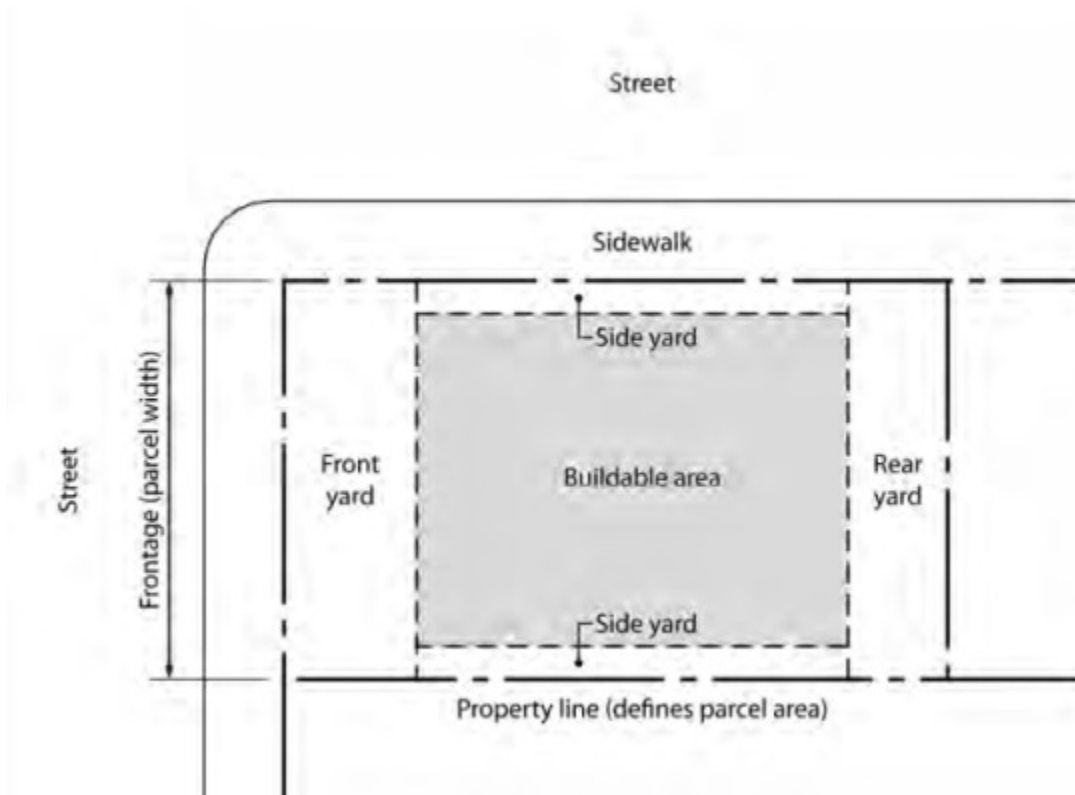 Street
Sidewalk
Side yard
Street
Frontage (parcel width)
Front
yard
Buildable area
Rear
yard
Side yard
Property line (defines parcel area)